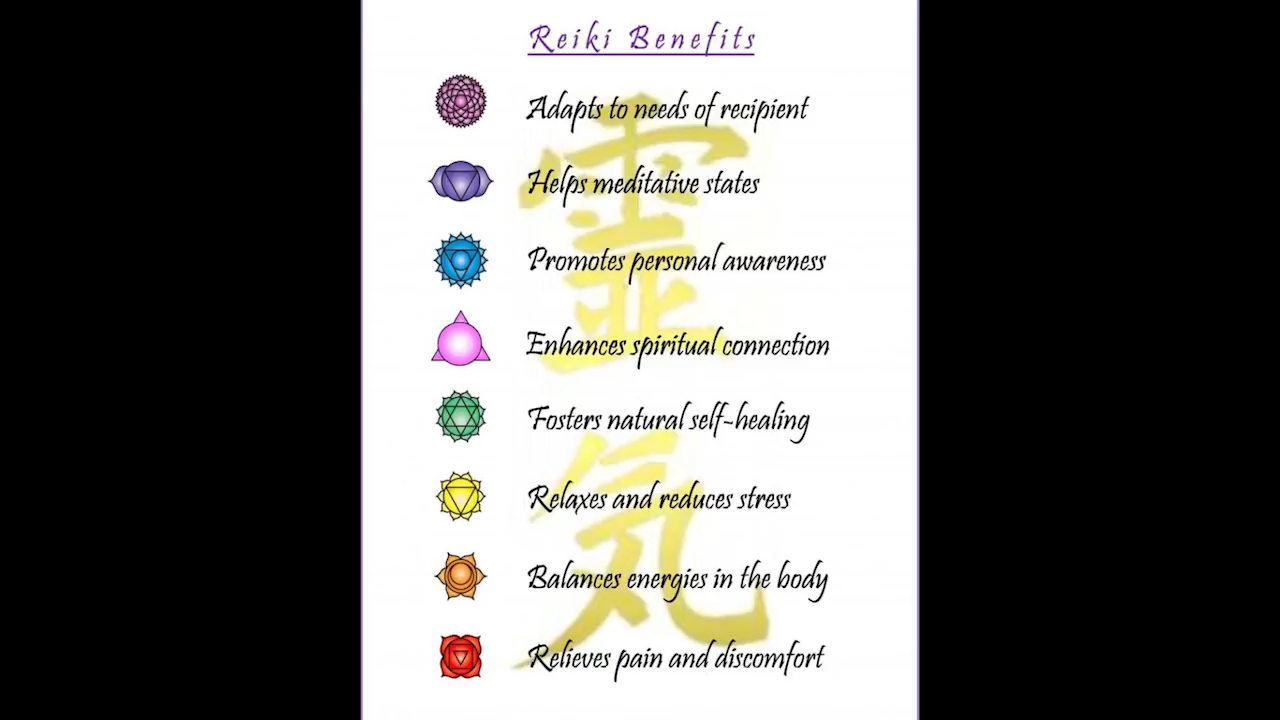 Reiki Benefits
Adapts to needs of recipient
Helps meditative states
Promotes personal awareness
Enhances spiritual connection
Fosters natural self-healing
Relaxes and reduces stress
Balances energies in the body
Relieves pain and discomfort
靈
気